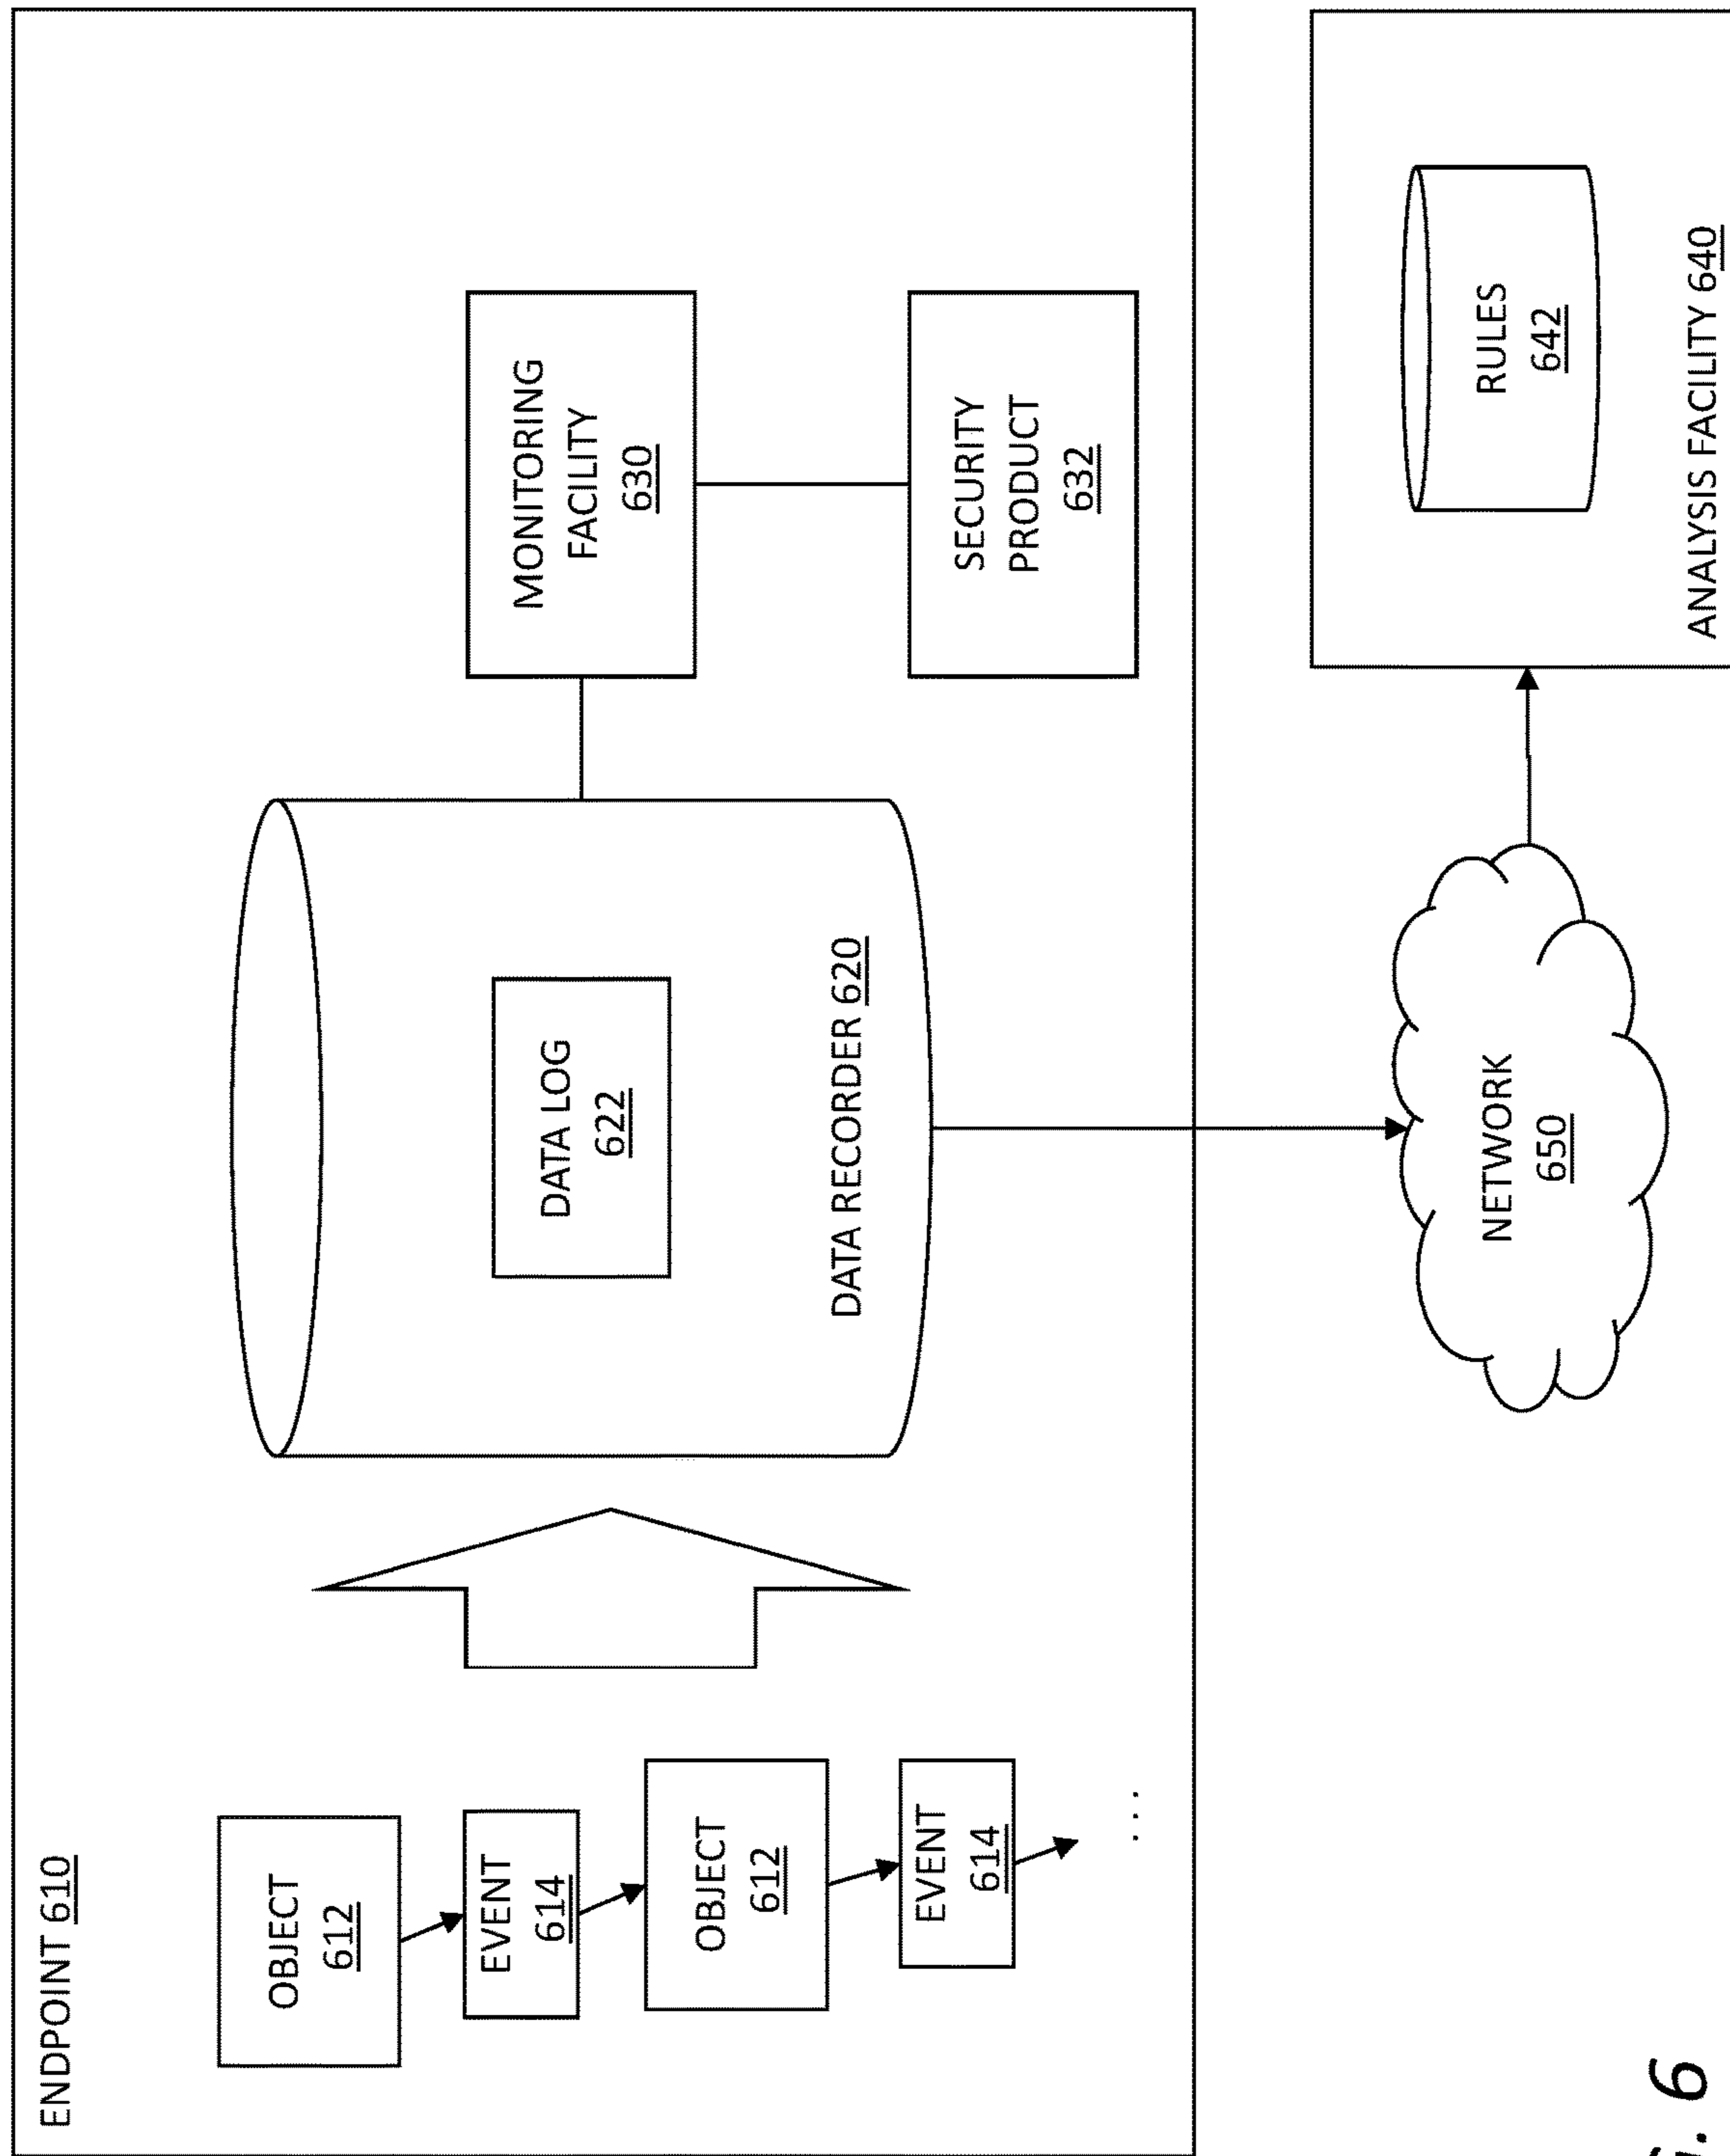 ENDPOINT 610
OBJECT
612
EVENT
614
OBJECT
612
EVENT
614
...
DATA LOG
622
DATA RECORDER 620
MONITORING
FACILITY
630
SECURITY
PRODUCT
632
NETWORK
650
RULES
642
ANALYSIS FACILITY 640
G. 6